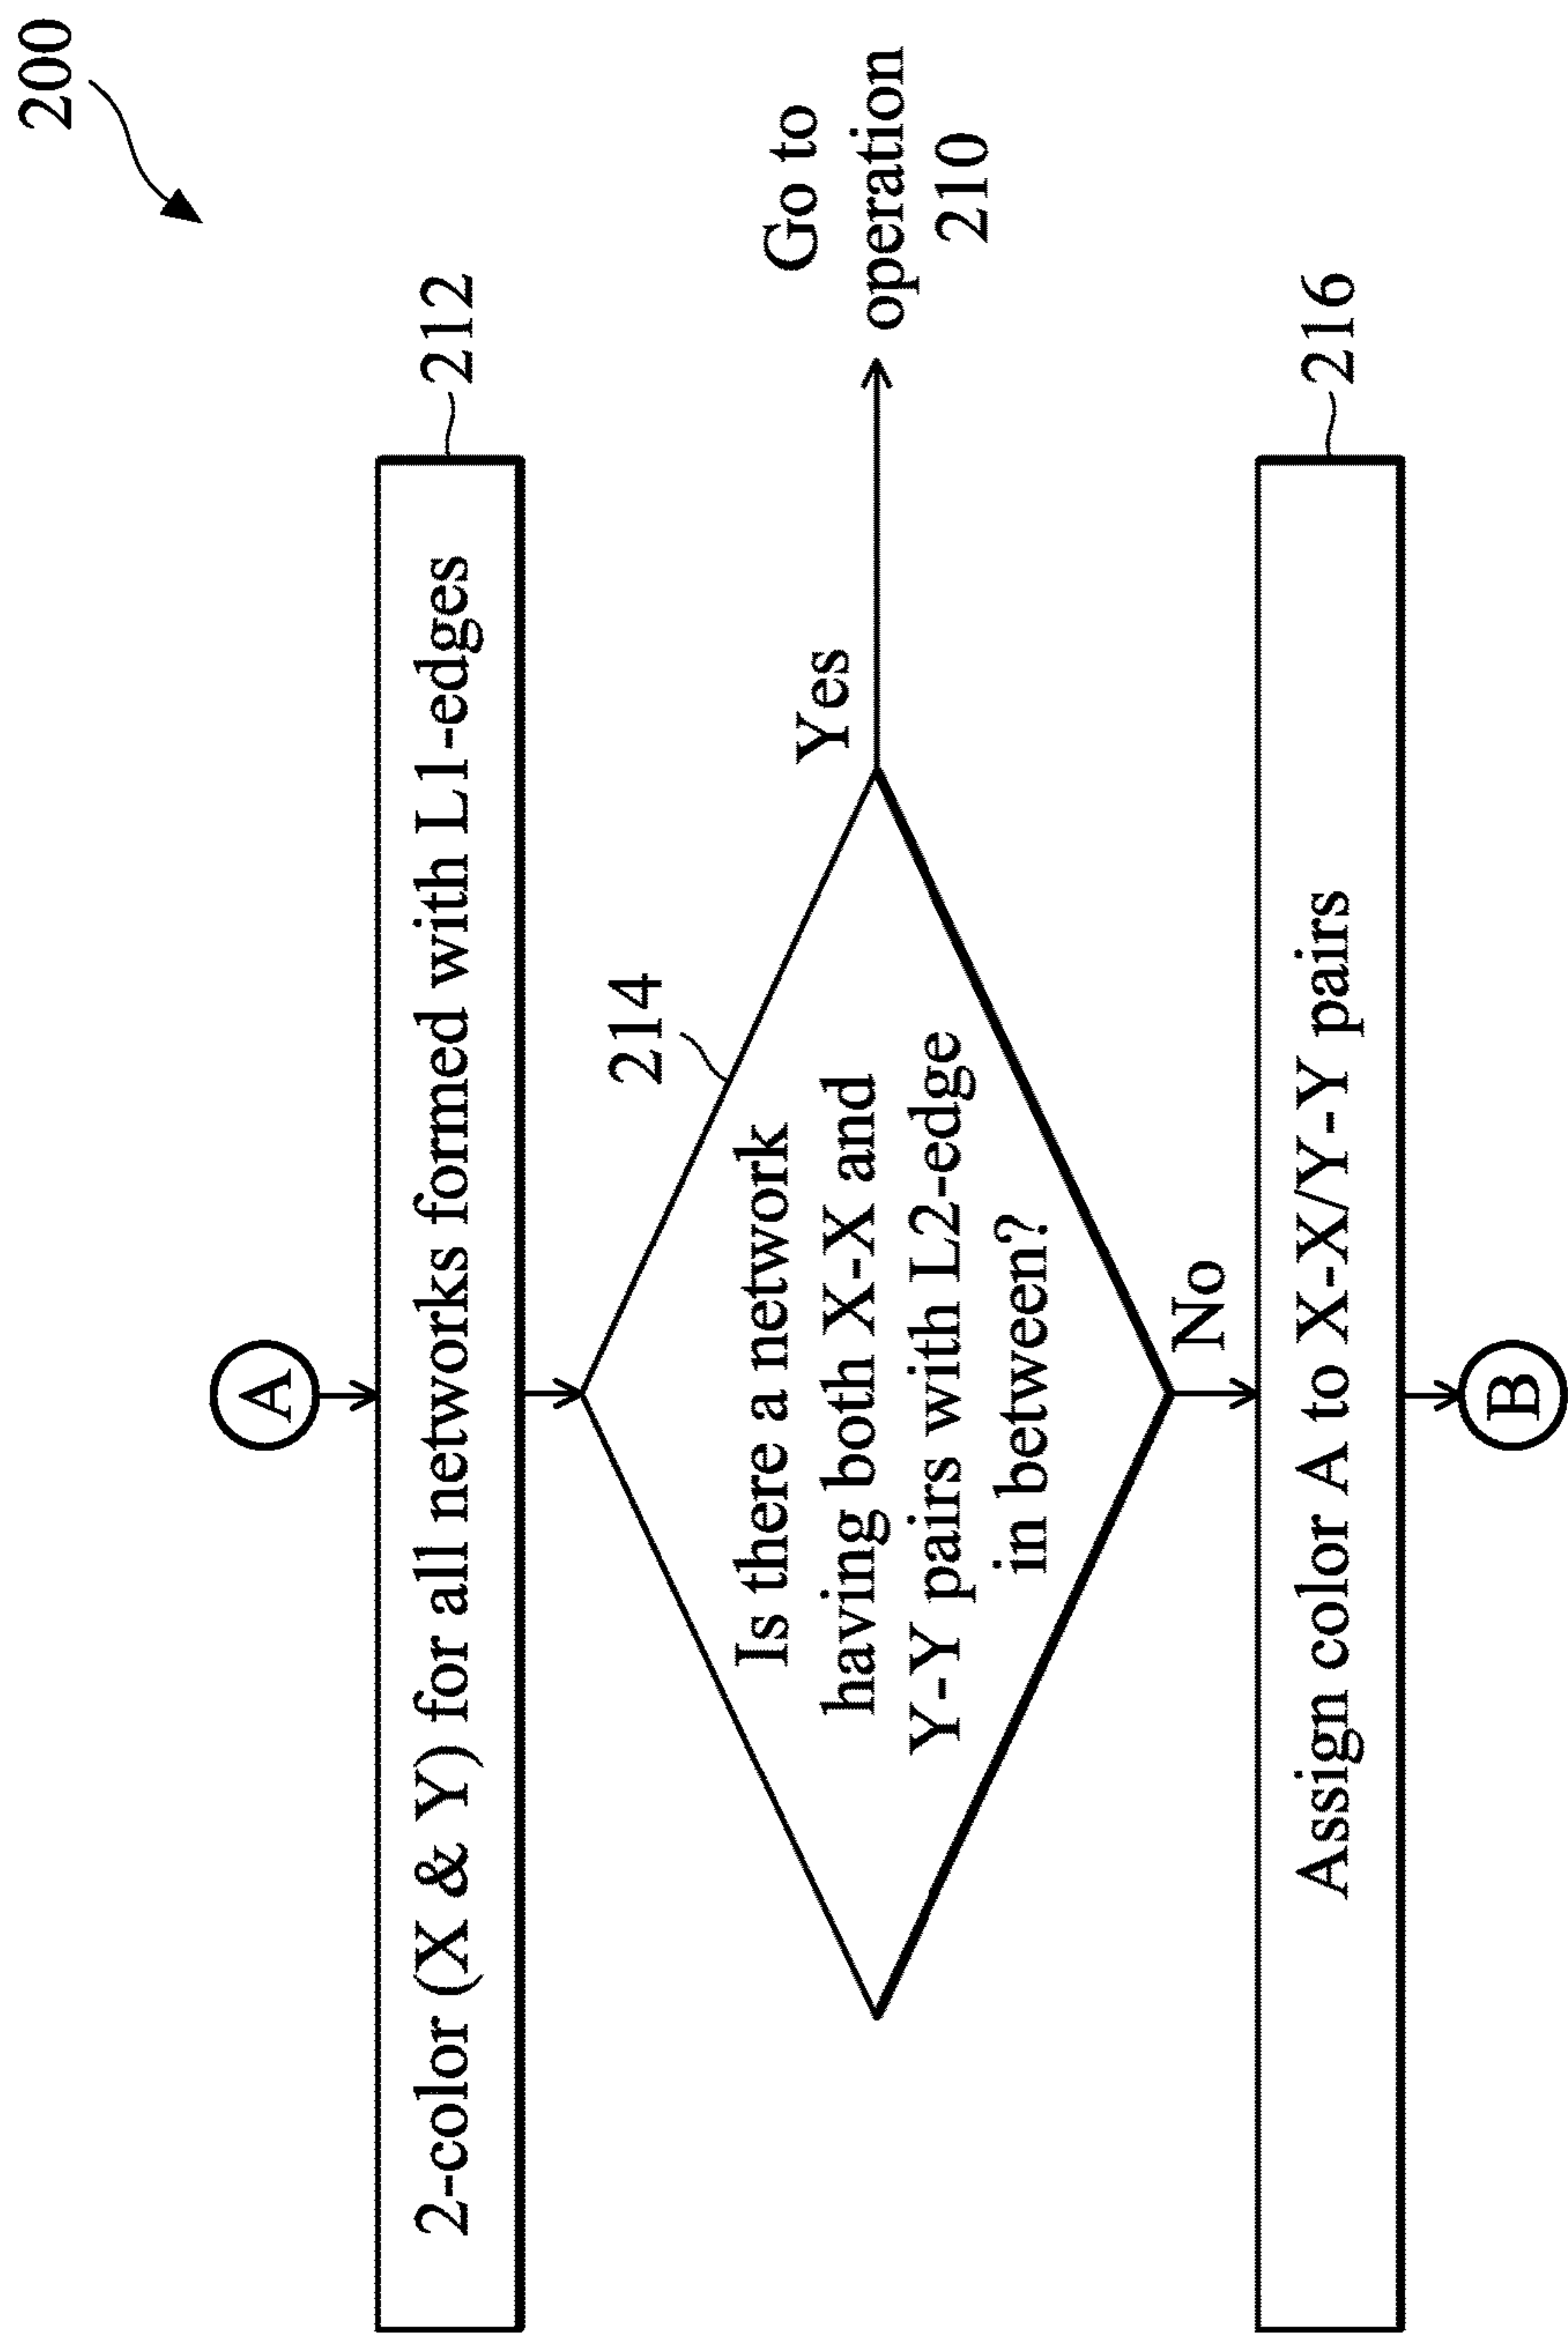 200
A
2-color (X & Y) for all networks formed with L1-edges
212
214
Is there a network
having both X-X and
Y-Y pairs with L2-edge
in between?
Yes
Go to
operation
210
No
Assign color A to X-X/Y-Y pairs
216
B